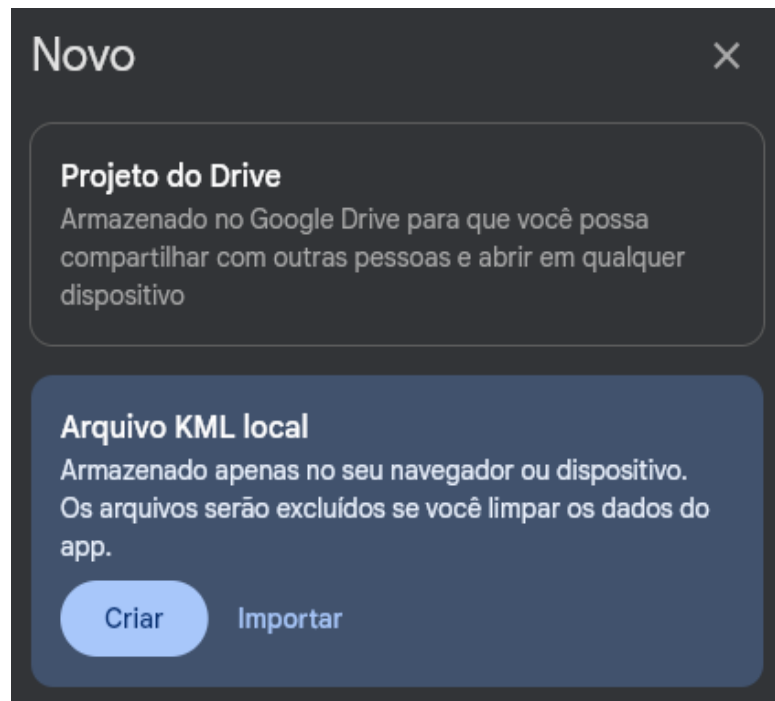 Novo
Projeto do Drive
Armazenado no Google Drive para que você possa
compartilhar com outras pessoas e abrir em qualquer
dispositivo
Arquivo KML local
Armazenado apenas no seu navegador ou dispositivo.
Os arquivos serão excluídos se você limpar os dados do
app.
Criar Importar